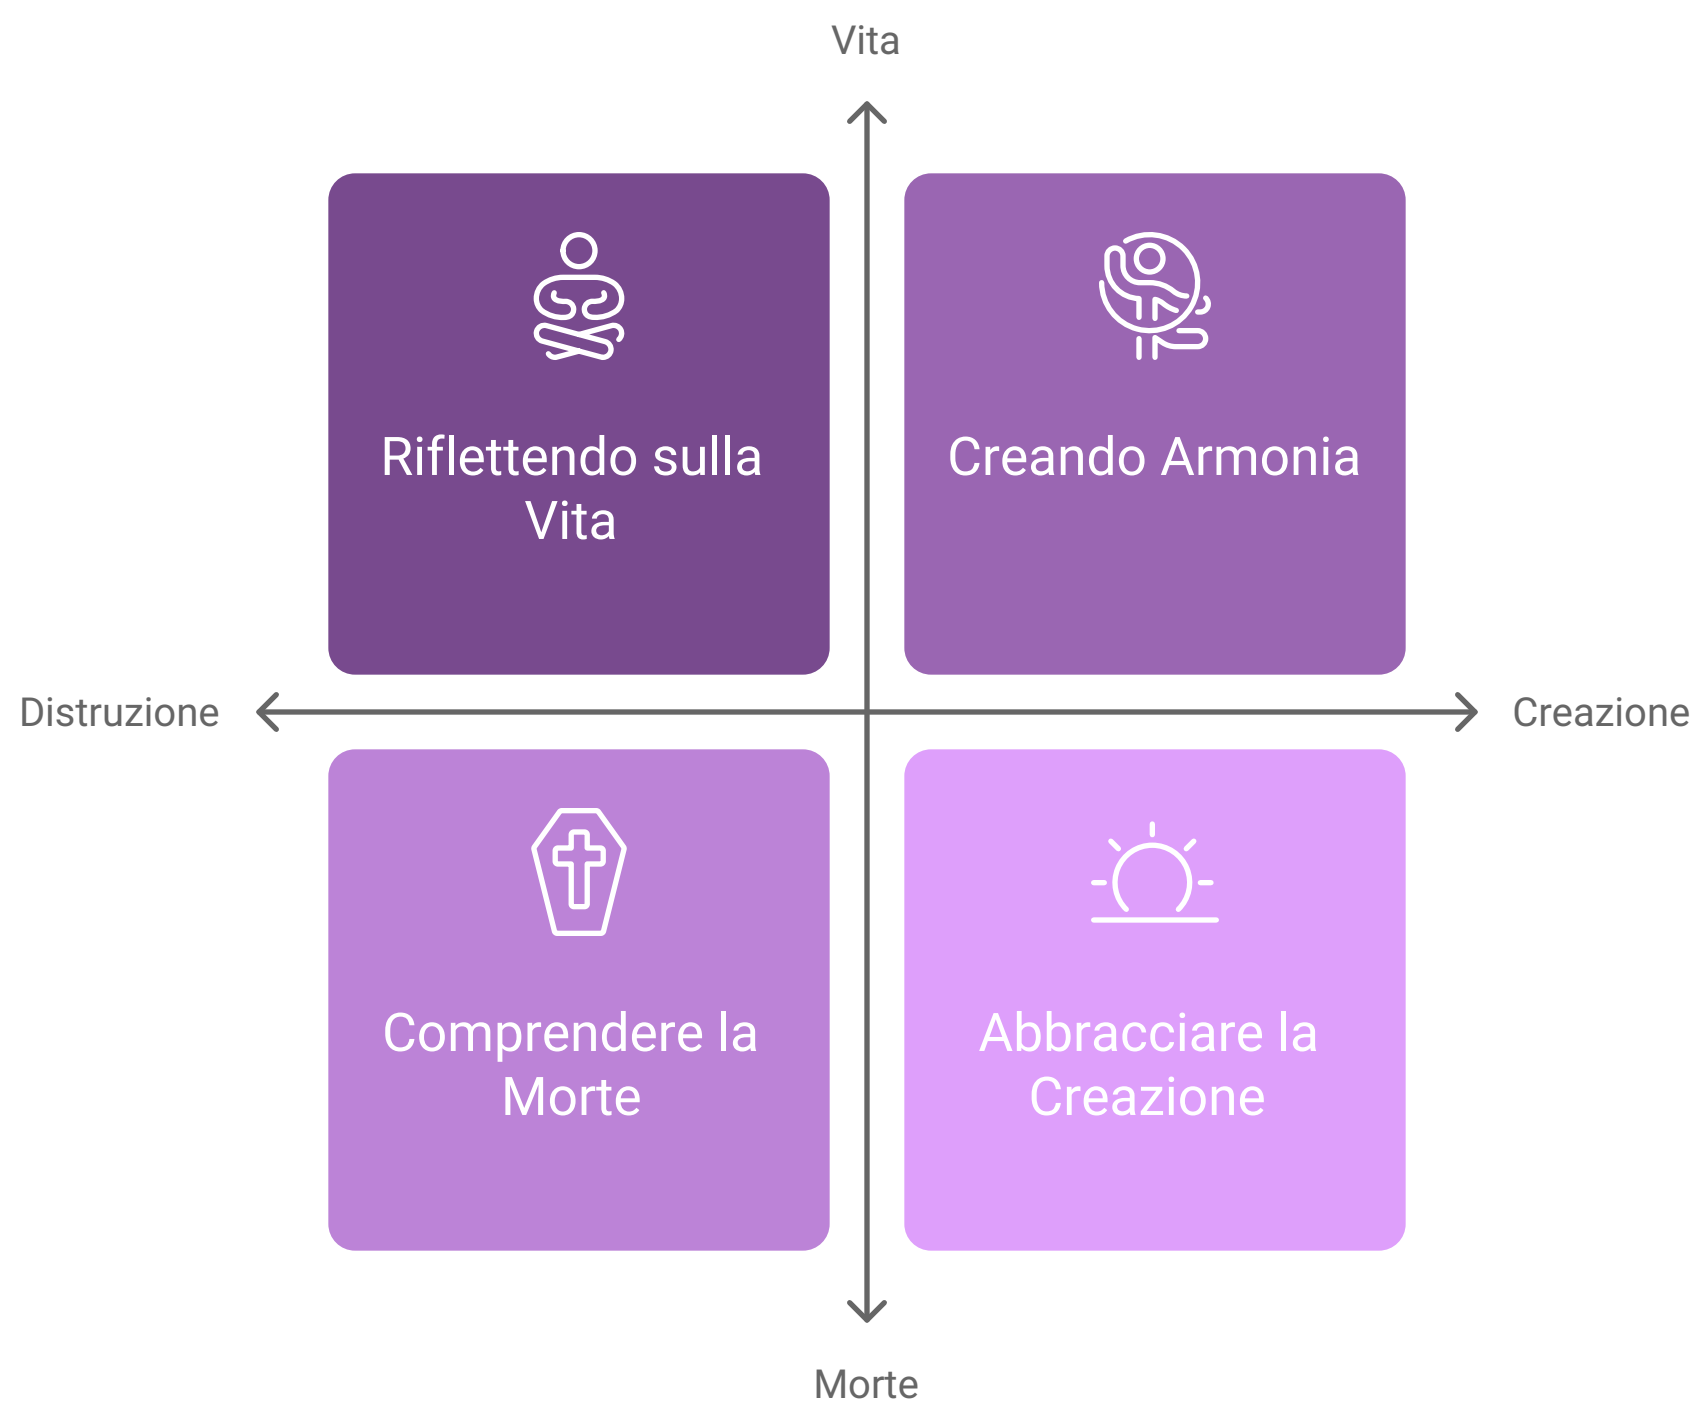 Vita
Riflettendo sulla
Vita
Creando Armonia
Distruzione
Creazione
Comprendere la
Morte
Abbracciare la
Creazione
Morte